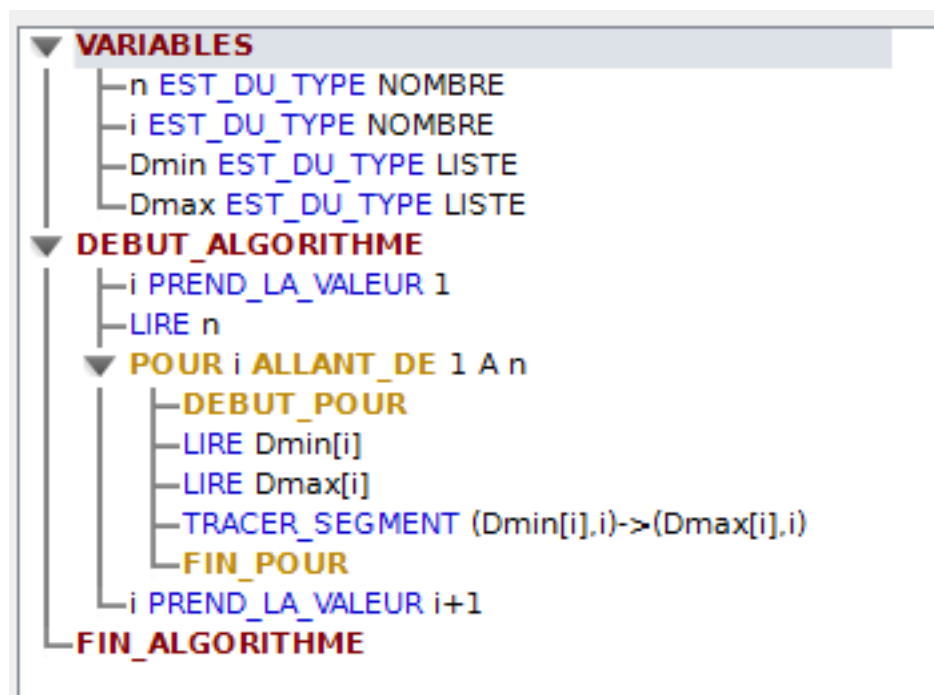 VARIABLES
n EST_DU_TYPE NOMBRE
i EST_DU_TYPE NOMBRE
Dmin EST_DU_TYPE LISTE
Dmax EST_DU_TYPE LISTE
DEBUT_ALGORITHME
i PREND_LA_VALEUR 1
LIRE n
POUR i ALLANT_DE 1 A n
DEBUT_POUR
LIRE Dmin[i]
LIRE Dmax[i]
TRACER_SEGMENT (Dmin[i],i)->(Dmax[i],i)
FIN_POUR
i PREND_LA_VALEUR i+1
FIN_ALGORITHME